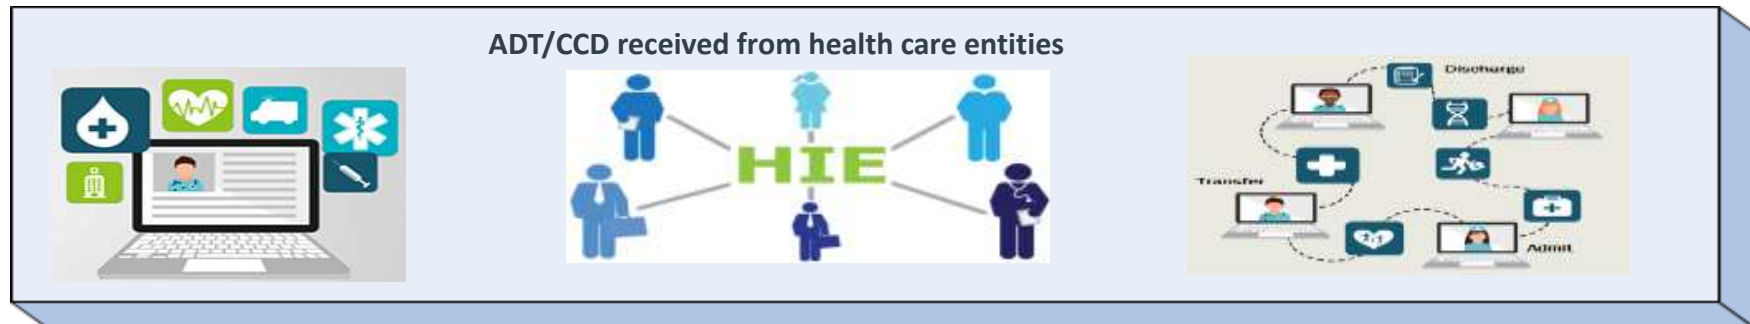 ADT/CCD received from health care entities
HIE
Discharge
Transfer
Admit